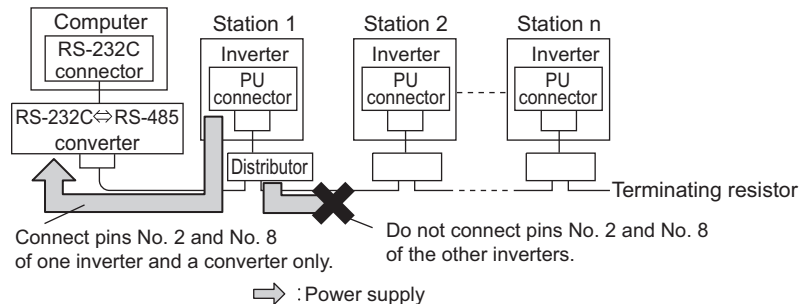 Computer
RS-232C
connector
RS-232C⇔RS-485
converter
Station 1
Inverter
PU
connector
Distributor
Station 2
Inverter
PU
connector
Station n
Inverter
PU
connector
Terminating resistor
Connect pins No. 2 and No. 8
of one inverter and a converter only.
Do not connect pins No. 2 and No. 8
of the other inverters.
: Power supply